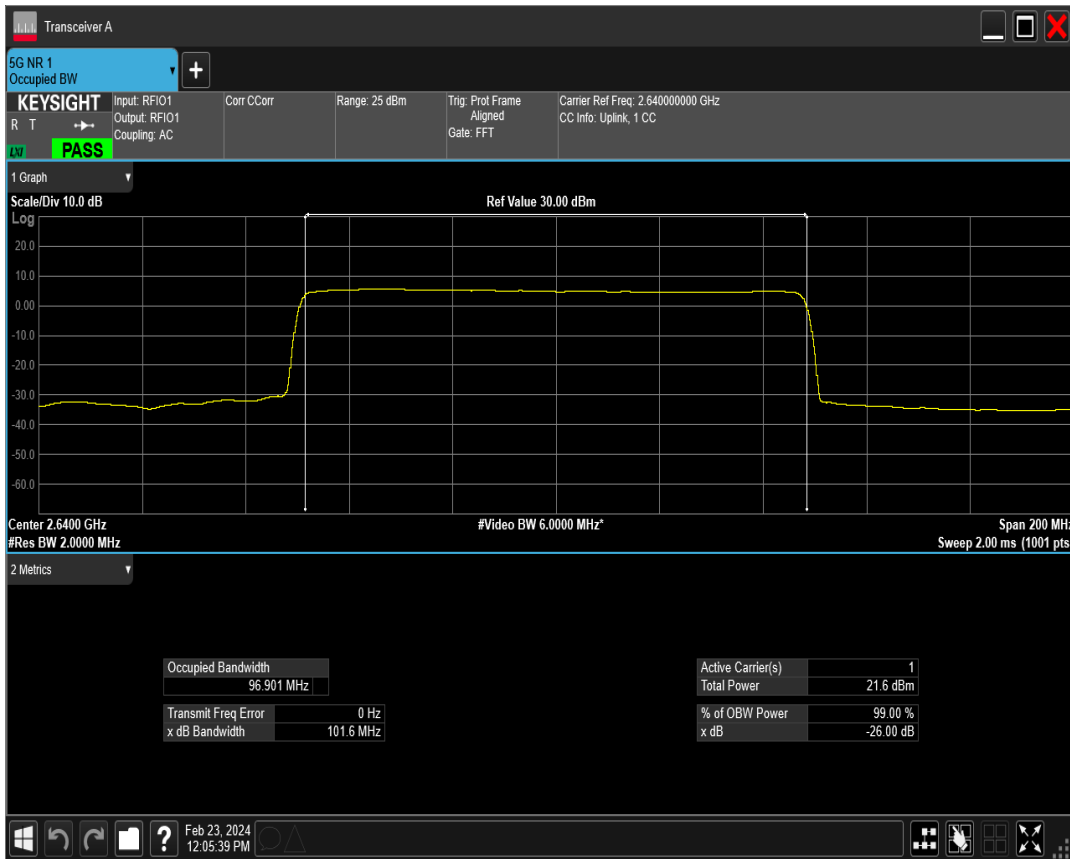 Transceiver A
5G NR 1
Occupied BW
+
KEYSIGHT
R T
LXI
PASS
Input: RFIO1
Output: RFIO1
Coupling: AC
Corr CCorr
Range: 25 dBm
Trig: Prot Frame
Aligned
Gate: FFT
Carrier Ref Freq: 2.640000000 GHz
CC Info: Uplink, 1 CC
1 Graph
Scale/Div 10.0 dB
Ref Value 30.00 dBm
Log
20.0
10.0
0.00
-10.0
-20.0
-30.0
-40.0
-50.0
-60.0
Center 2.6400 GHz
#Video BW 6.0000 MHz*
Span 200 MHz
#Res BW 2.0000 MHz
Sweep 2.00 ms (1001 pts
2 Metrics
Occupied Bandwidth
96.901 MHz
Transmit Freq Error 0 Hz
x dB Bandwidth 101.6 MHz
Active Carrier(s) 1
Total Power 21.6 dBm
% of OBW Power 99.00 %
x dB -26.00 dB
?
Feb 23, 2024
12:05:39 PM